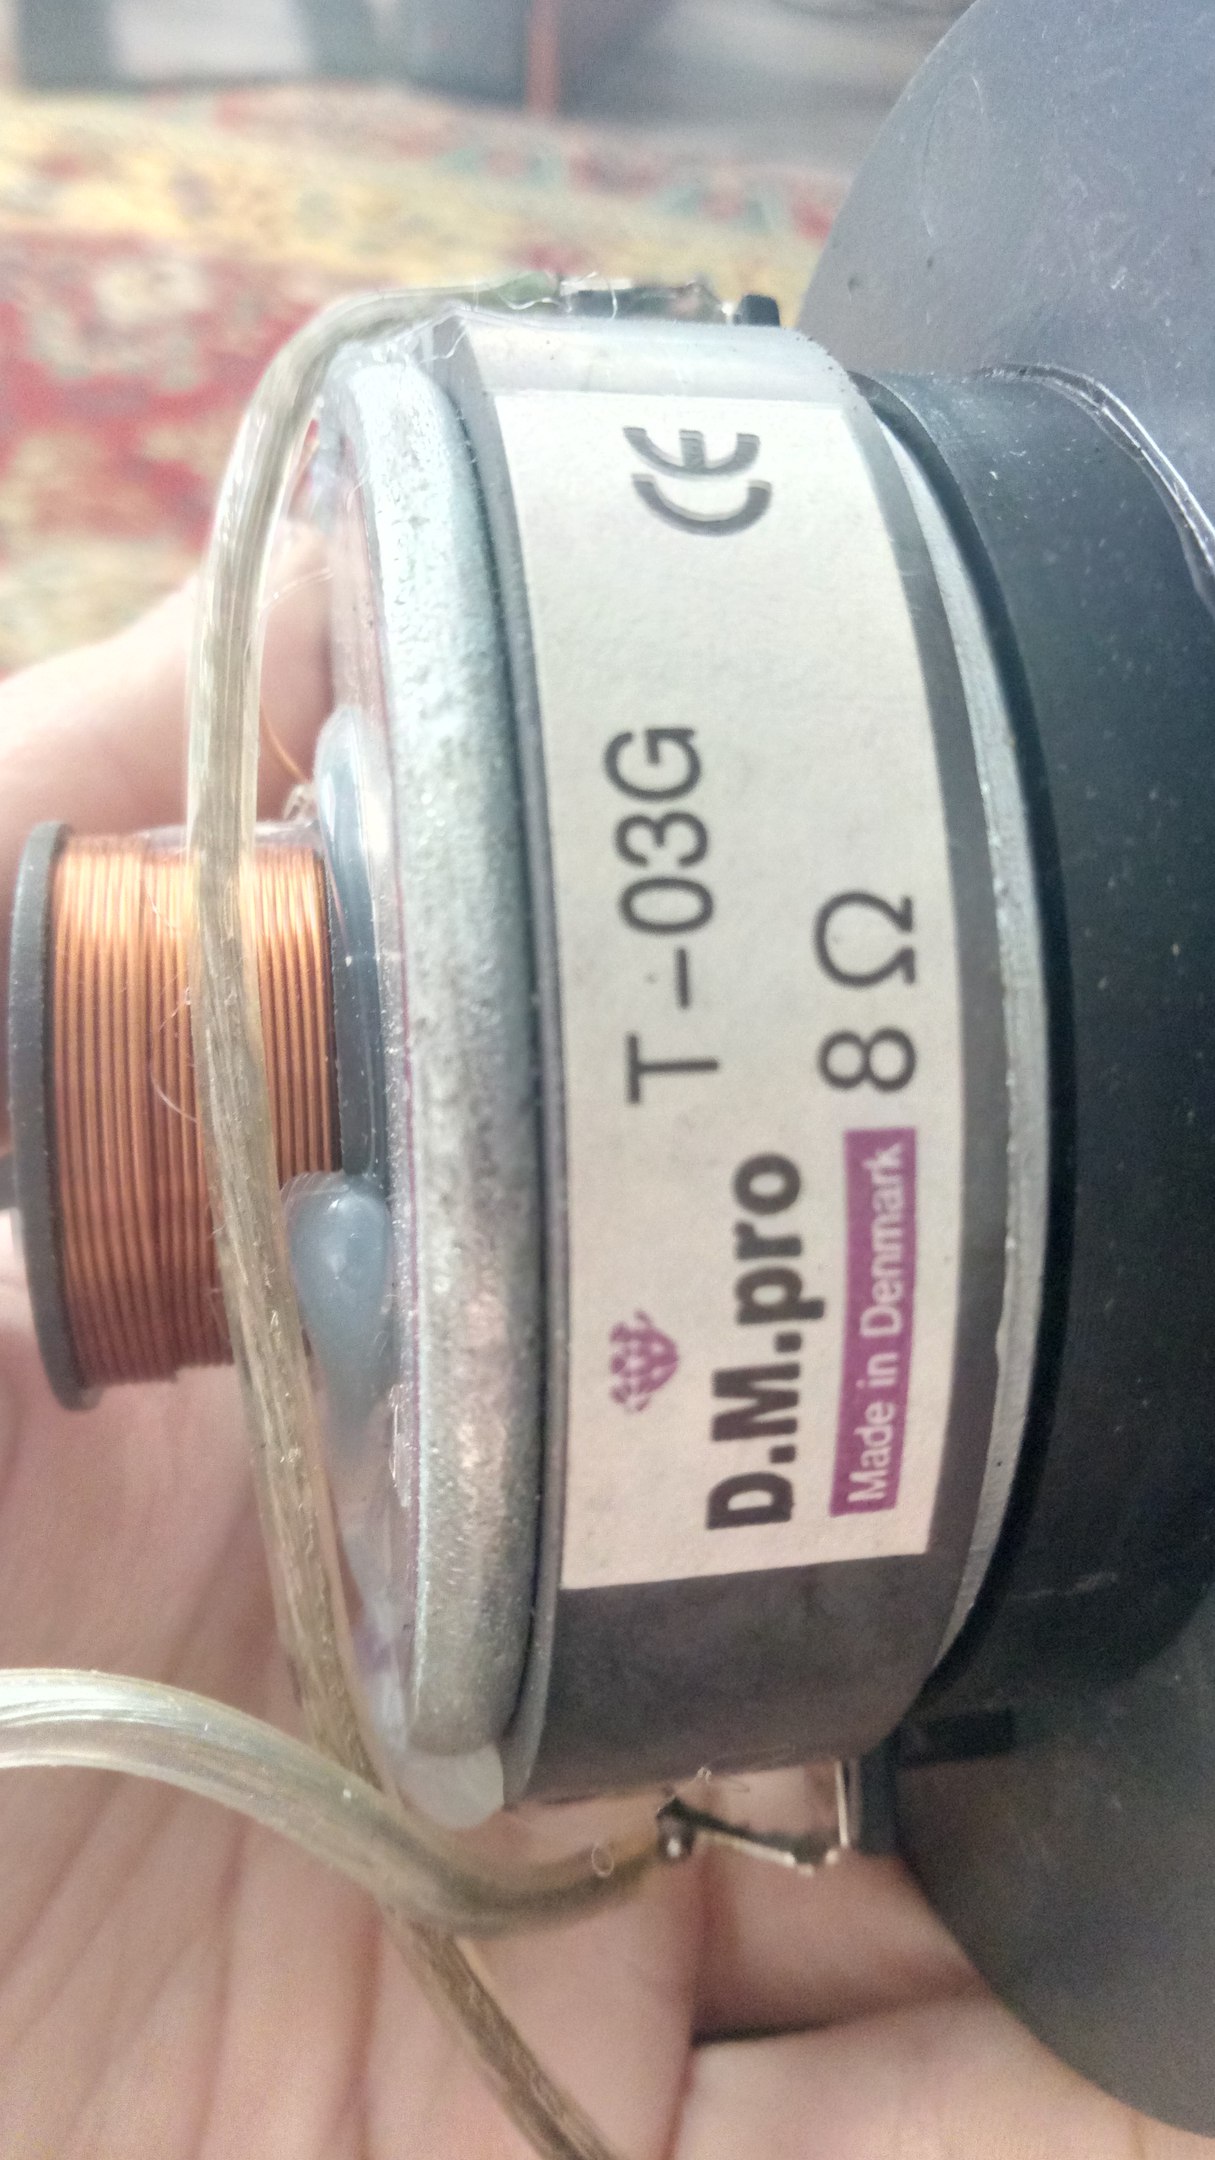 T-03G CE
D.M.pro
Made in Denmark 8 Ω